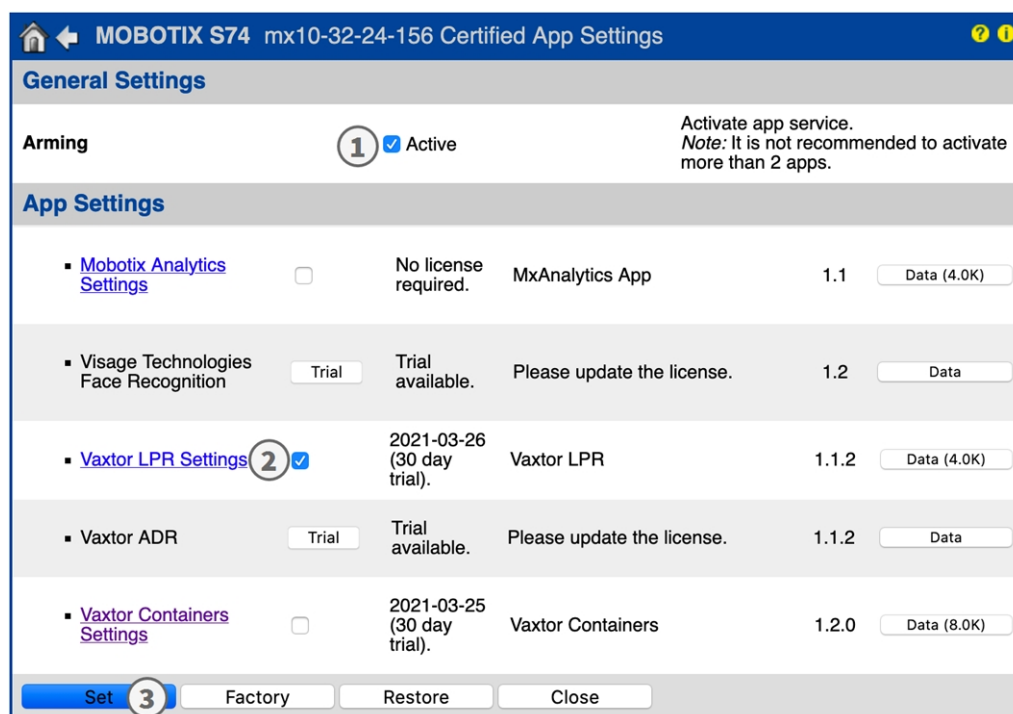 MOBOTIX S74 mx10-32-24-156 Certified App Settings ? i
General Settings
Arming
1
Active
Activate app service.
Note: It is not recommended to activate
more than 2 apps.
App Settings
Mobotix Analytics
Settings
No license
required.
MxAnalytics App
1.1
Data (4.0K)
Visage Technologies
Face Recognition
Trial
Trial
available.
Please update the license.
1.2
Data
Vaxtor LPR Settings
2
2021-03-26
(30 day
trial).
Vaxtor LPR
1.1.2
Data (4.0K)
Vaxtor ADR
Trial
Trial
available.
Please update the license.
1.1.2
Data
Vaxtor Containers
Settings
2021-03-25
(30 day
trial).
Vaxtor Containers
1.2.0
Data (8.0K)
Set
3
Factory
Restore
Close